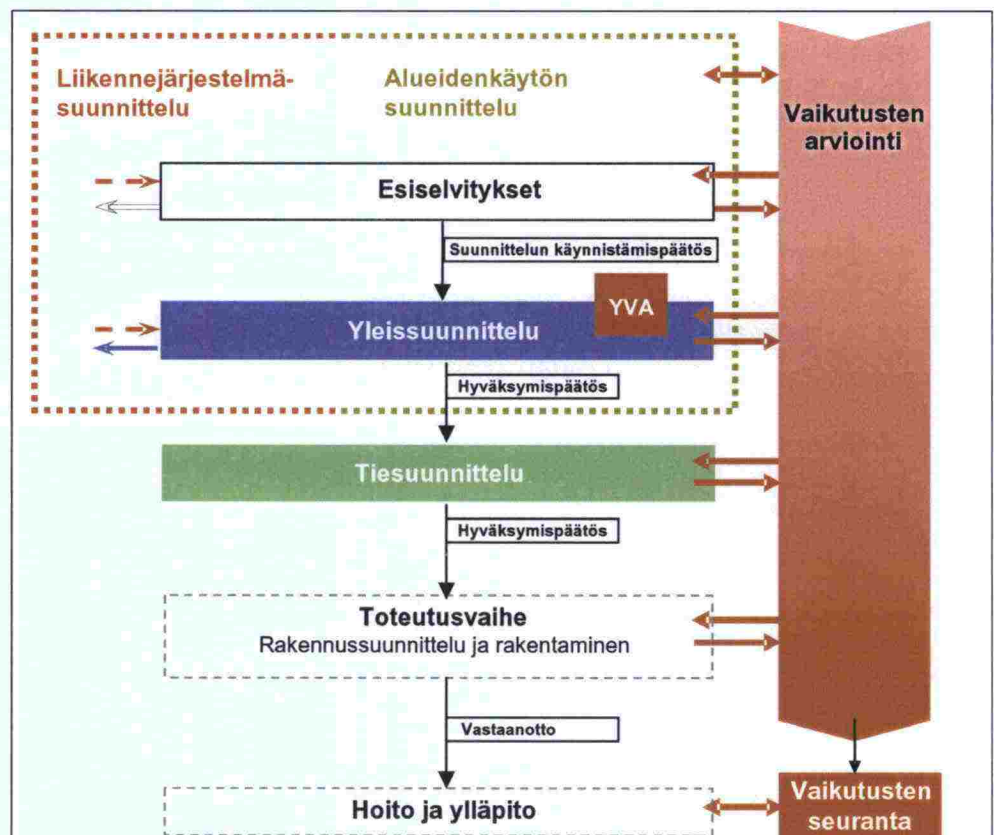 Liikennejärjestelmä-
suunnittelu
Alueidenkäytön
suunnittelu
Vaikutusten
arviointi
Esiselvitykset
Suunnittelun käynnistämispäätös
YVA
Yleissuunnittelu
Hyväksymispäätös
Tiesuunnittelu
Hyväksymispäätös
Toteutusvaihe
Rakennussuunnittelu ja rakentaminen
Vastaanotto
Hoito ja ylläpito
Vaikutusten
seuranta